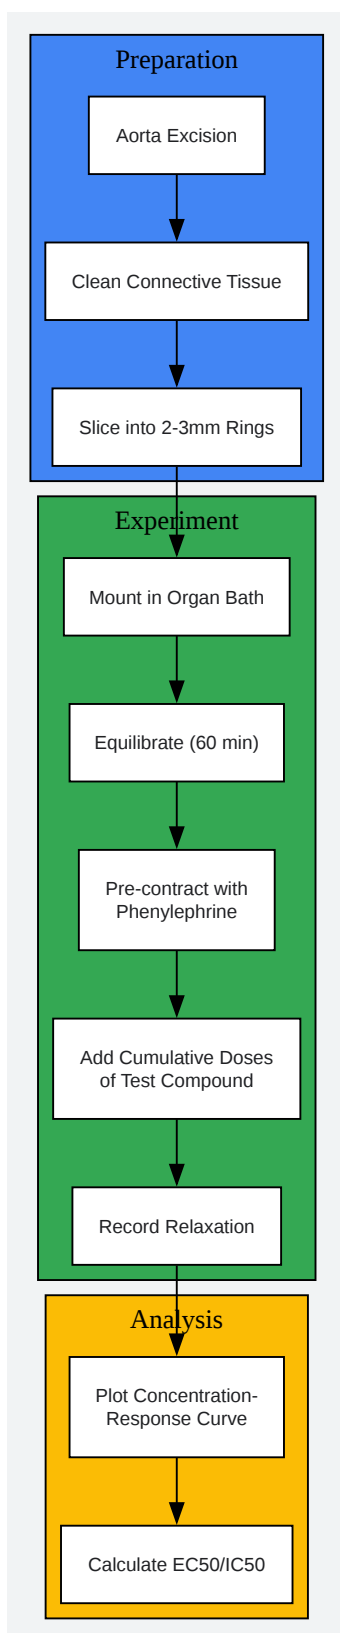 Preparation
Aorta Excision
Clean Connective Tissue
Slice into 2-3mm Rings
Experiment
Mount in Organ Bath
Equilibrate (60 min)
Pre-contract with
Phenylephrine
Add Cumulative Doses
of Test Compound
Record Relaxation
Analysis
Plot Concentration-
Response Curve
Calculate EC50/IC50